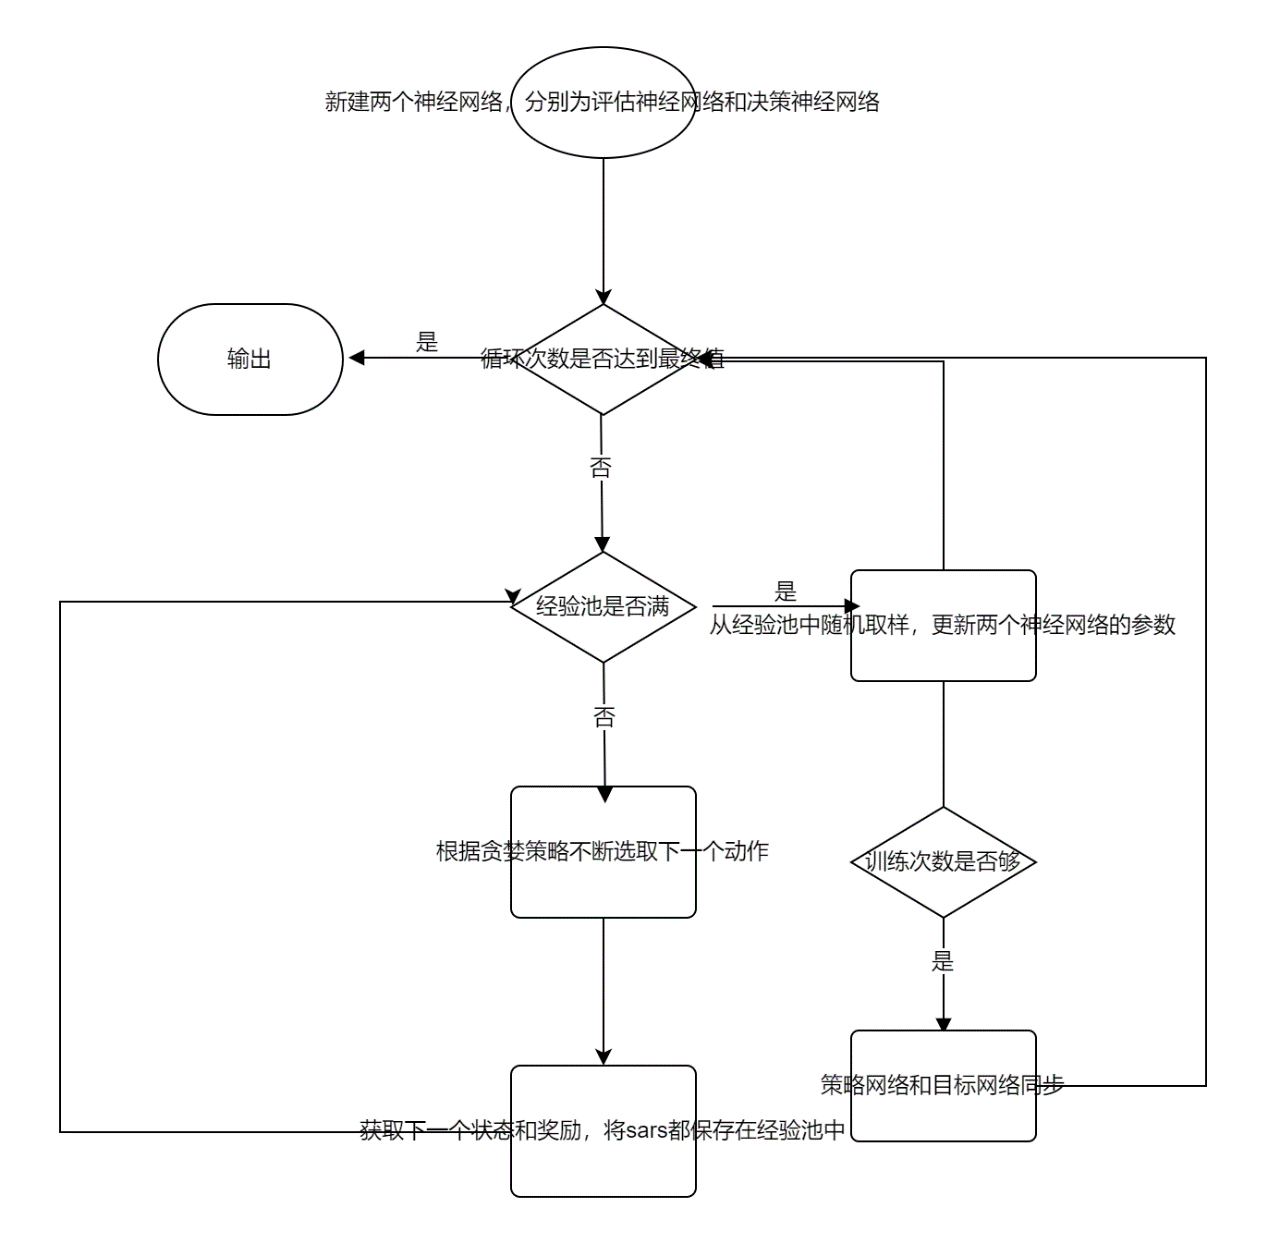 新建两个神经网络，分别为评估神经网络和决策神经网络
输出
是
循环次数是否达到最终值
否
经验池是否满
是
从经验池中随机取样，更新两个神经网络的参数
否
根据贪婪策略不断选取下一个动作
训练次数是否够
是
策略网络和目标网络同步
获取下一个状态和奖励，将sars都保存在经验池中